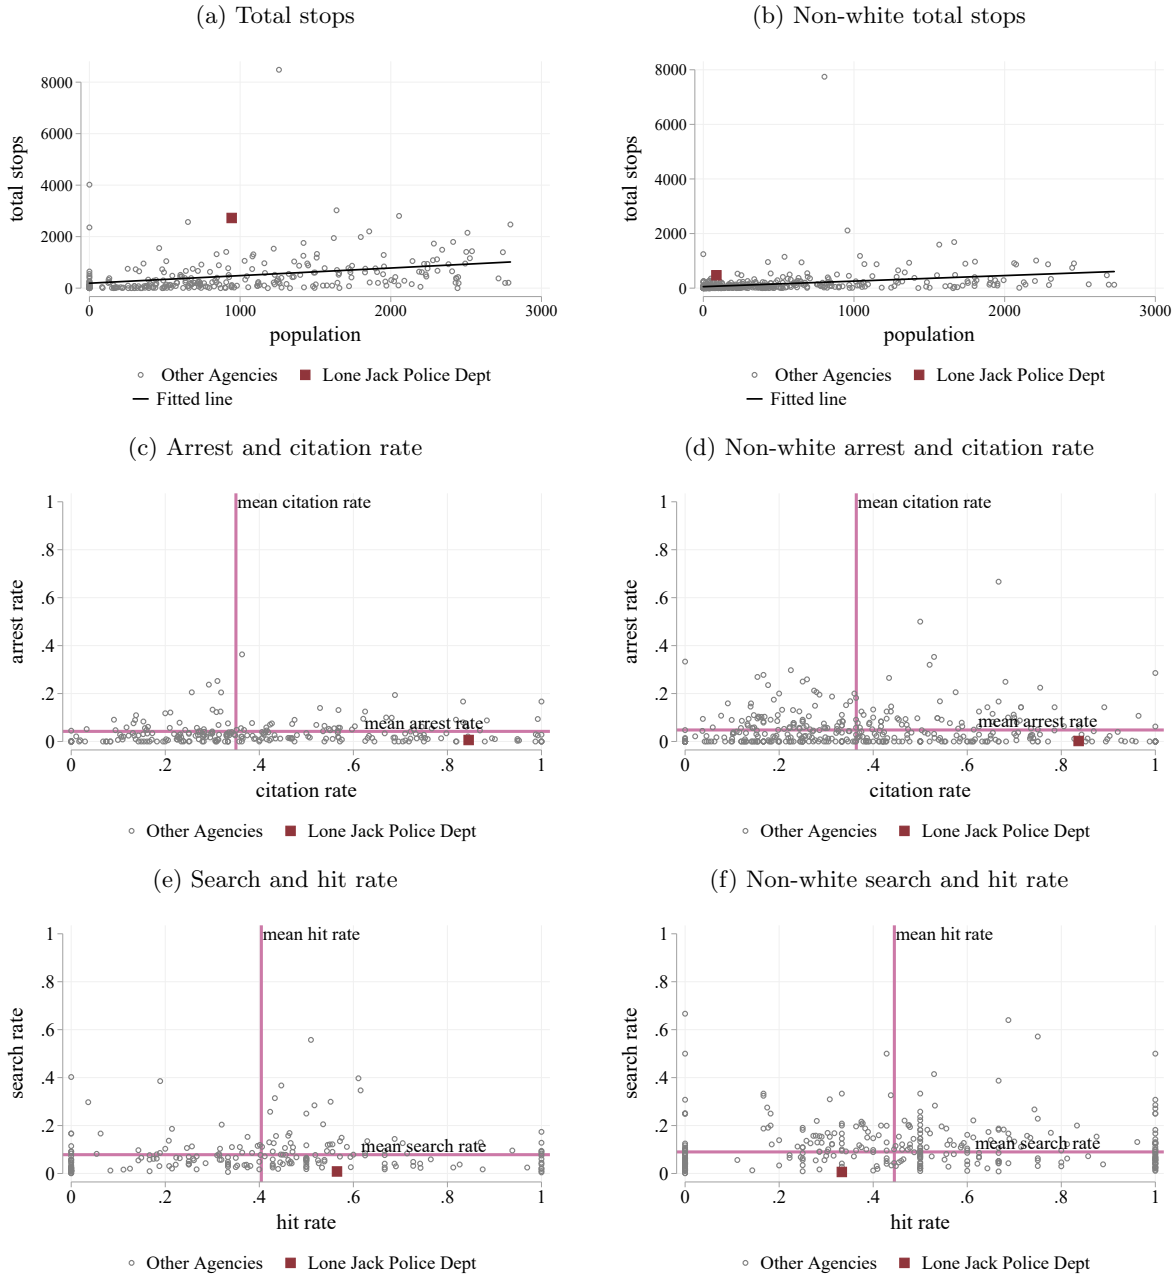 (a) Total stops
(b) Non-white total stops
total stops
8000
6000
4000
2000
0
0
1000
2000
3000
population
Other Agencies
Lone Jack Police Dept
Fitted line
total stops
8000
6000
4000
2000
0
0
1000
2000
3000
population
Other Agencies
Lone Jack Police Dept
Fitted line
(c) Arrest and citation rate
(d) Non-white arrest and citation rate
arrest rate
1
.8
.6
.4
.2
0
mean citation rate
mean arrest rate
0
.2
.4
.6
.8
1
citation rate
Other Agencies
Lone Jack Police Dept
arrest rate
1
.8
.6
.4
.2
0
mean citation rate
mean arrest rate
0
.2
.4
.6
.8
1
citation rate
Other Agencies
Lone Jack Police Dept
(e) Search and hit rate
(f) Non-white search and hit rate
search rate
1
.8
.6
.4
.2
0
mean hit rate
mean search rate
0
.2
.4
.6
.8
1
hit rate
Other Agencies
Lone Jack Police Dept
search rate
1
.8
.6
.4
.2
0
mean hit rate
mean search rate
0
.2
.4
.6
.8
1
hit rate
Other Agencies
Lone Jack Police Dept